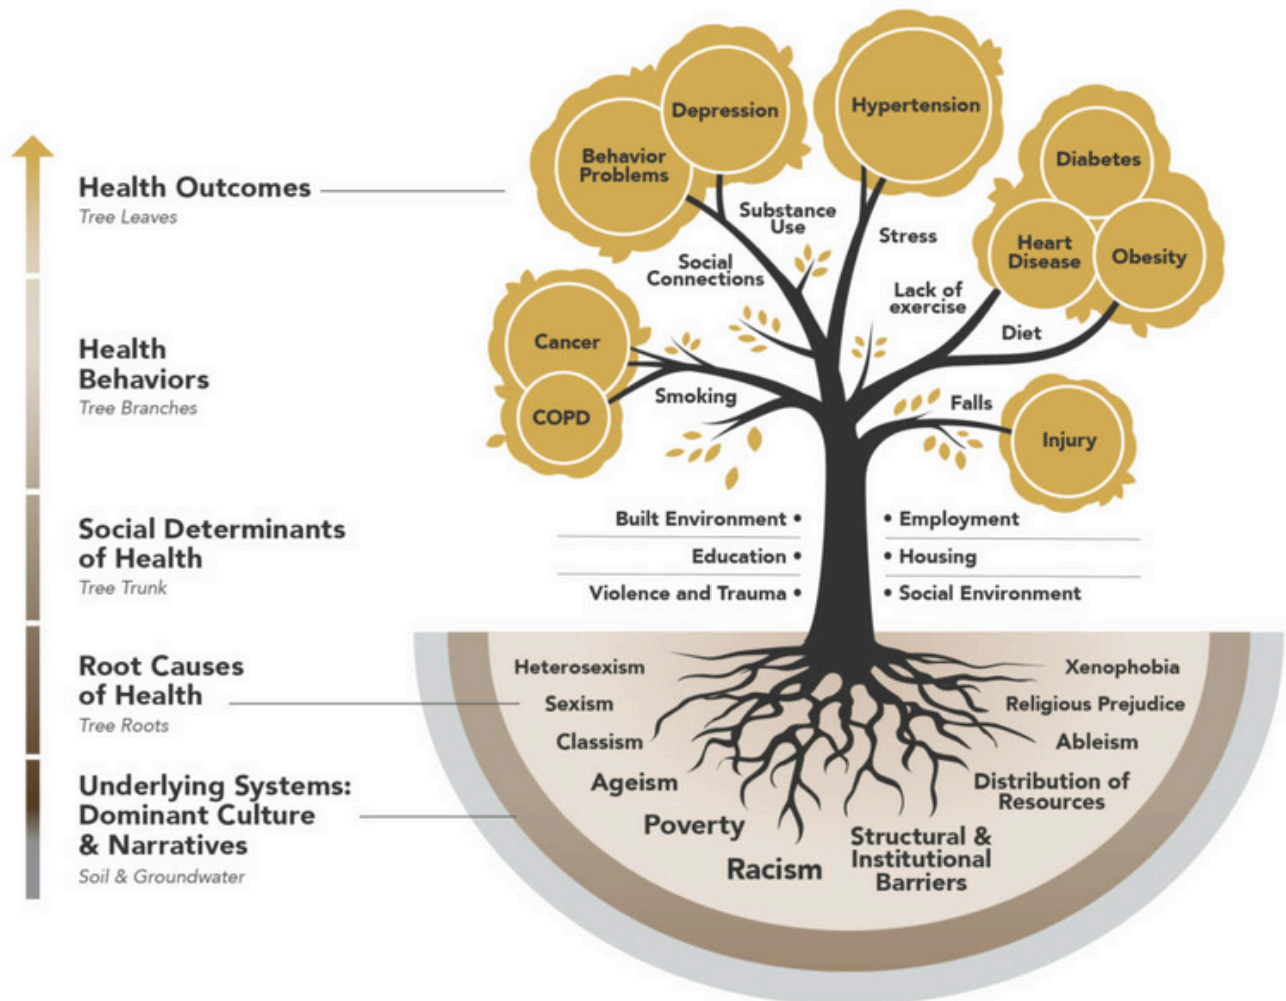 Health Outcomes
Tree Leaves
Health
Behaviors
Tree Branches
Social Determinants
of Health
Tree Trunk
Root Causes
of Health
Tree Roots
Underlying Systems:
Dominant Culture
& Narratives
Soil & Groundwater
Depression
Behavior
Problems
Hypertension
Diabetes
Heart
Disease
Obesity
Substance
Use
Social
Connections
Stress
Lack of
exercise
Diet
Cancer
COPD
Smoking
Falls
Injury
Built Environment •
Education •
Violence and Trauma •
• Employment
• Housing
• Social Environment
Heterosexism
Sexism
Classism
Ageism
Poverty
Racism
Structural &
Institutional
Barriers
Distribution of
Resources
Ableism
Religious Prejudice
Xenophobia